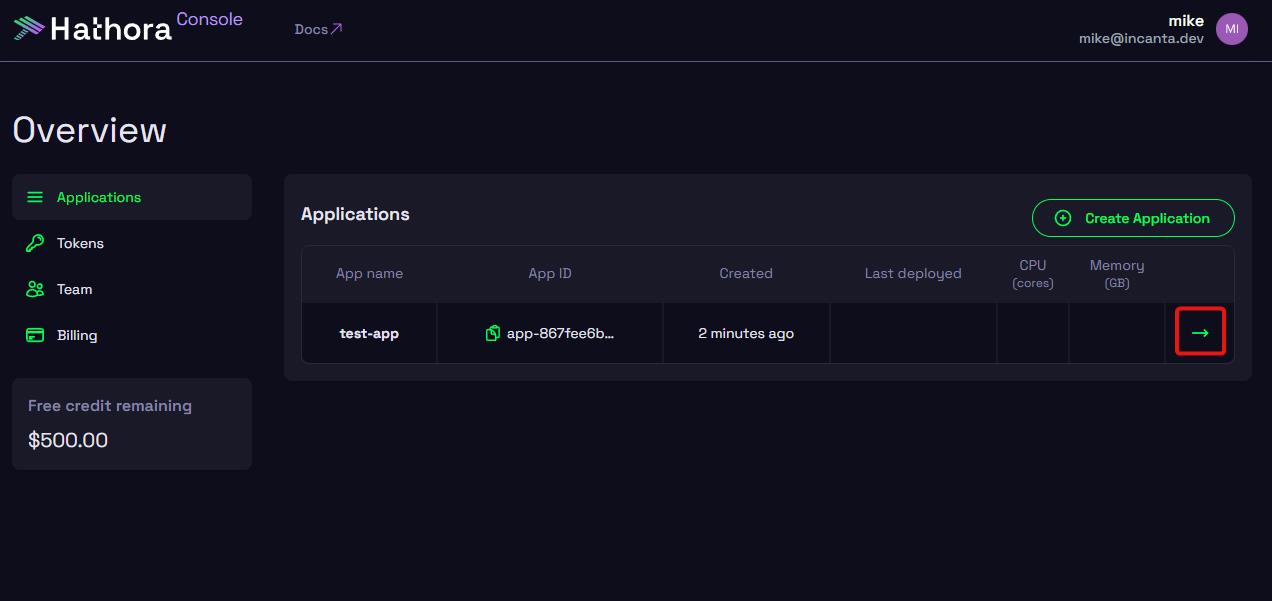 Hathora Console
Docs
mike
mike@incanta.dev
MI
Overview
Applications
Tokens
Team
Billing
Free credit remaining
$500.00
Applications
Create Application
App name App ID Created Last deployed CPU (cores) Memory (GB)
test-app app-867fee6b... 2 minutes ago